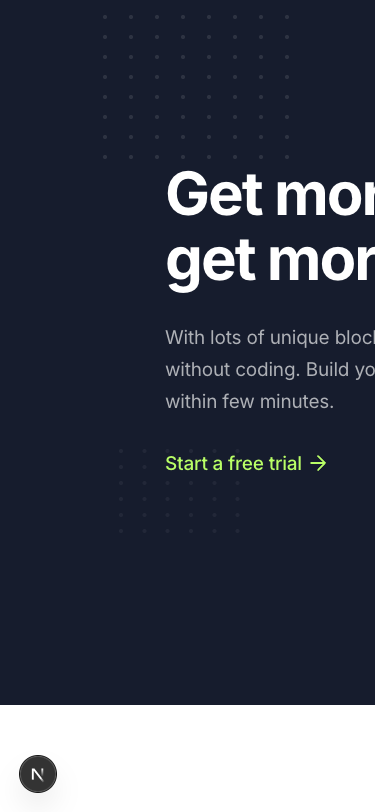 Get mor
get mor
With lots of unique block
without coding. Build yo
within few minutes.
Start a free trial →
N